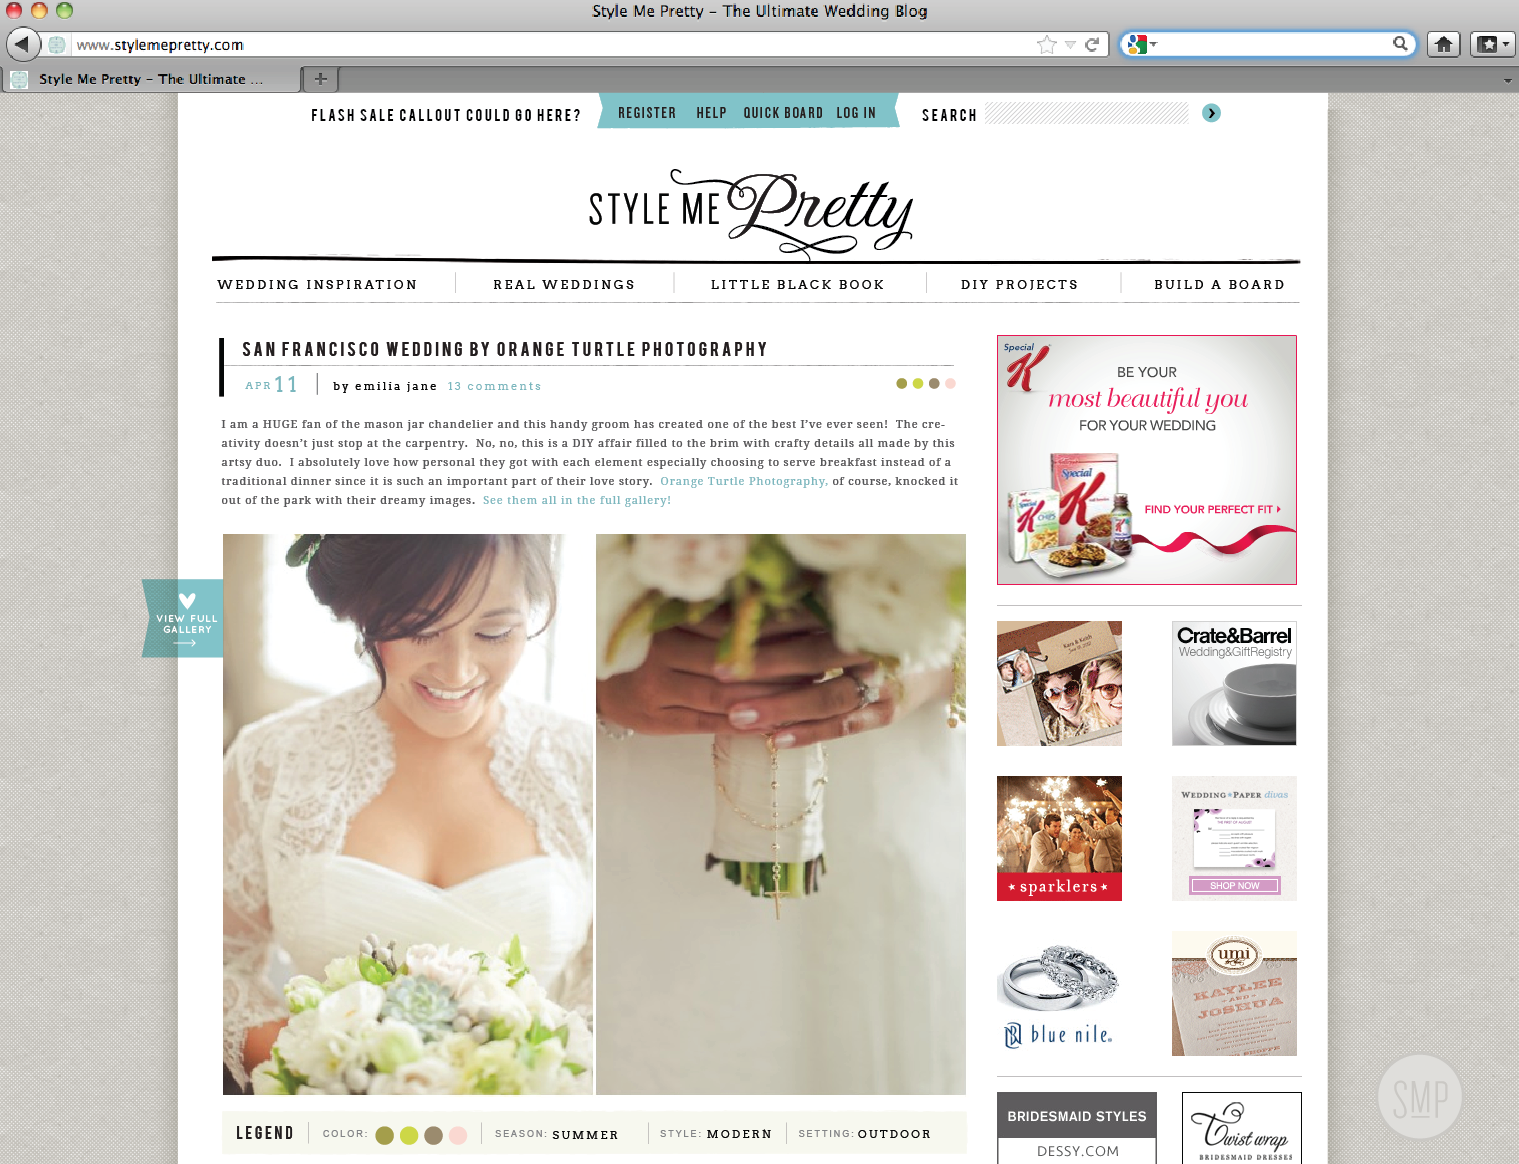 Style Me Pretty – The Ultimate Wedding Blog
www.stylemepretty.com
Style Me Pretty – The Ultimate ...
FLASH SALE CALLOUT COULD GO HERE?
REGISTER HELP QUICK BOARD LOG IN
SEARCH
STYLE ME Pretty
WEDDING INSPIRATION
REAL WEDDINGS
LITTLE BLACK BOOK
DIY PROJECTS
BUILD A BOARD
SAN FRANCISCO WEDDING BY ORANGE TURTLE PHOTOGRAPHY
APR 11 by emilia jane 13 comments
I am a HUGE fan of the mason jar chandelier and this handy groom has created one of the best I've ever seen! The cre-
ativity doesn't just stop at the carpentry. No, no, this is a DIY affair filled to the brim with crafty details all made by this
artsy duo. I absolutely love how personal they got with each element especially choosing to serve breakfast instead of a
traditional dinner since it is such an important part of their love story. Orange Turtle Photography, of course, knocked it
out of the park with their dreamy images. See them all in the full gallery!
VIEW FULL
GALLERY
LEGEND
COLOR:
SEASON: SUMMER
STYLE: MODERN
SETTING: OUTDOOR
Special
K
BE YOUR
most beautiful you
FOR YOUR WEDDING
Special
K
FIND YOUR PERFECT FIT
Kara & Keith
Crate&Barrel
Wedding&GiftRegistry
sparklers
WEDDING PAPER divas
SHOP NOW
blue nile
umi
KAYLEE
AND
JOSHUA
BRIDESMAID STYLES
DESSY.COM
Twist wrap
BRIDESMAID DRESSES
SMP